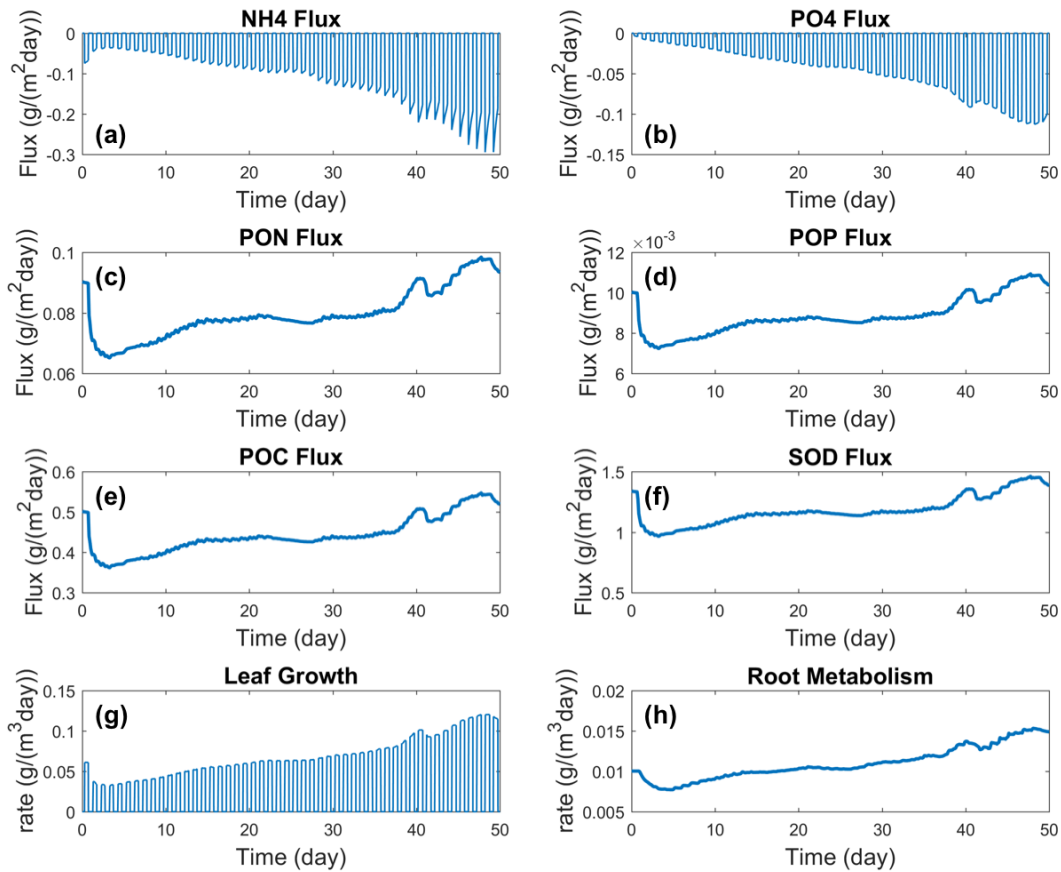 NH4 Flux
Flux (g/(m²day))
0
-0.1
-0.2
-0.3
(a)
0 10 20 30 40 50
Time (day)
PO4 Flux
Flux (g/(m²day))
0
-0.05
-0.1
-0.15
(b)
0 10 20 30 40 50
Time (day)
PON Flux
Flux (g/(m²day))
0.1
0.08
0.06
(c)
0 10 20 30 40 50
Time (day)
POP Flux
×10⁻³
Flux (g/(m²day))
12
10
8
6
(d)
0 10 20 30 40 50
Time (day)
POC Flux
Flux (g/(m²day))
0.6
0.5
0.4
0.3
(e)
0 10 20 30 40 50
Time (day)
SOD Flux
Flux (g/(m²day))
1.5
1
0.5
(f)
0 10 20 30 40 50
Time (day)
Leaf Growth
rate (g/(m³day))
0.15
0.1
0.05
0
(g)
0 10 20 30 40 50
Time (day)
Root Metabolism
rate (g/(m³day))
0.02
0.015
0.01
0.005
(h)
0 10 20 30 40 50
Time (day)